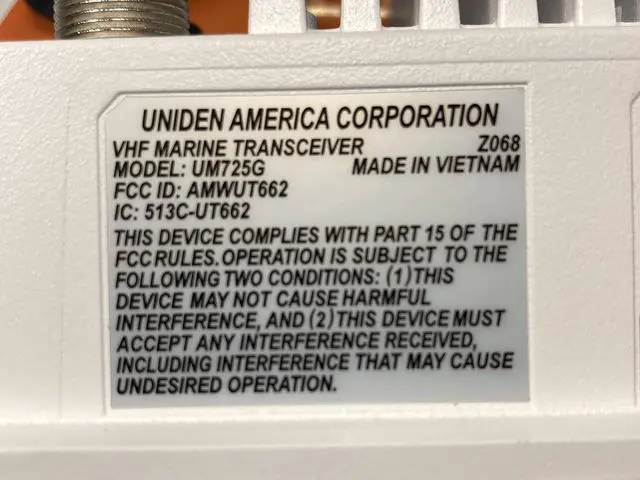 UNIDEN AMERICA CORPORATION
VHF MARINE TRANSCEIVER Z068
MODEL: UM725G MADE IN VIETNAM
FCC ID: AMWUT662
IC: 513C-UT662
THIS DEVICE COMPLIES WITH PART 15 OF THE
FCC RULES. OPERATION IS SUBJECT TO THE
FOLLOWING TWO CONDITIONS: (1) THIS
DEVICE MAY NOT CAUSE HARMFUL
INTERFERENCE, AND (2) THIS DEVICE MUST
ACCEPT ANY INTERFERENCE RECEIVED,
INCLUDING INTERFERENCE THAT MAY CAUSE
UNDESIRED OPERATION.